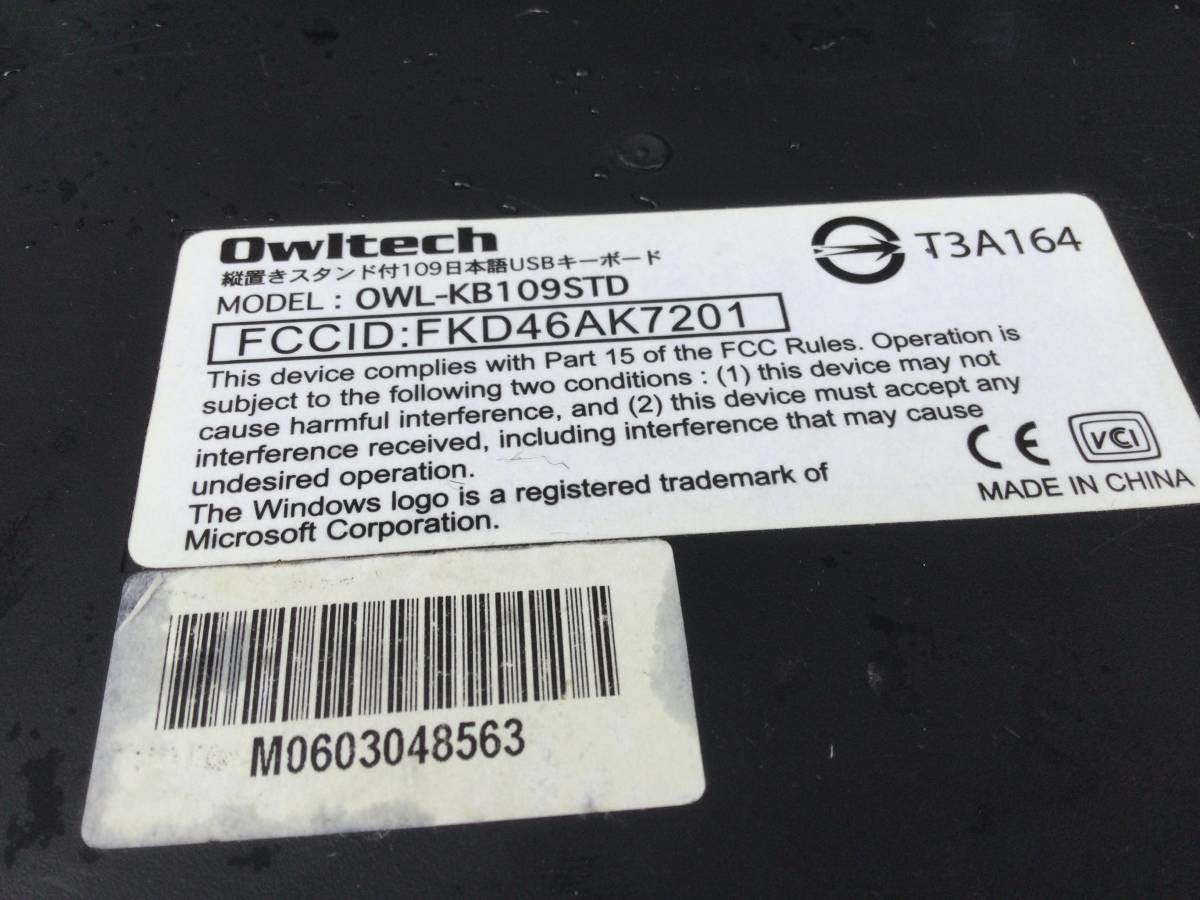 Owltech
縦置きスタンド付109日本語USBキーボード
MODEL : OWL-KB109STD
T3A164
FCCID:FKD46AK7201
This device complies with Part 15 of the FCC Rules. Operation is
subject to the following two conditions : (1) this device may not
cause harmful interference, and (2) this device must accept any
interference received, including interference that may cause
undesired operation.
The Windows logo is a registered trademark of
Microsoft Corporation.
CE
VCI
MADE IN CHINA
M0603048563